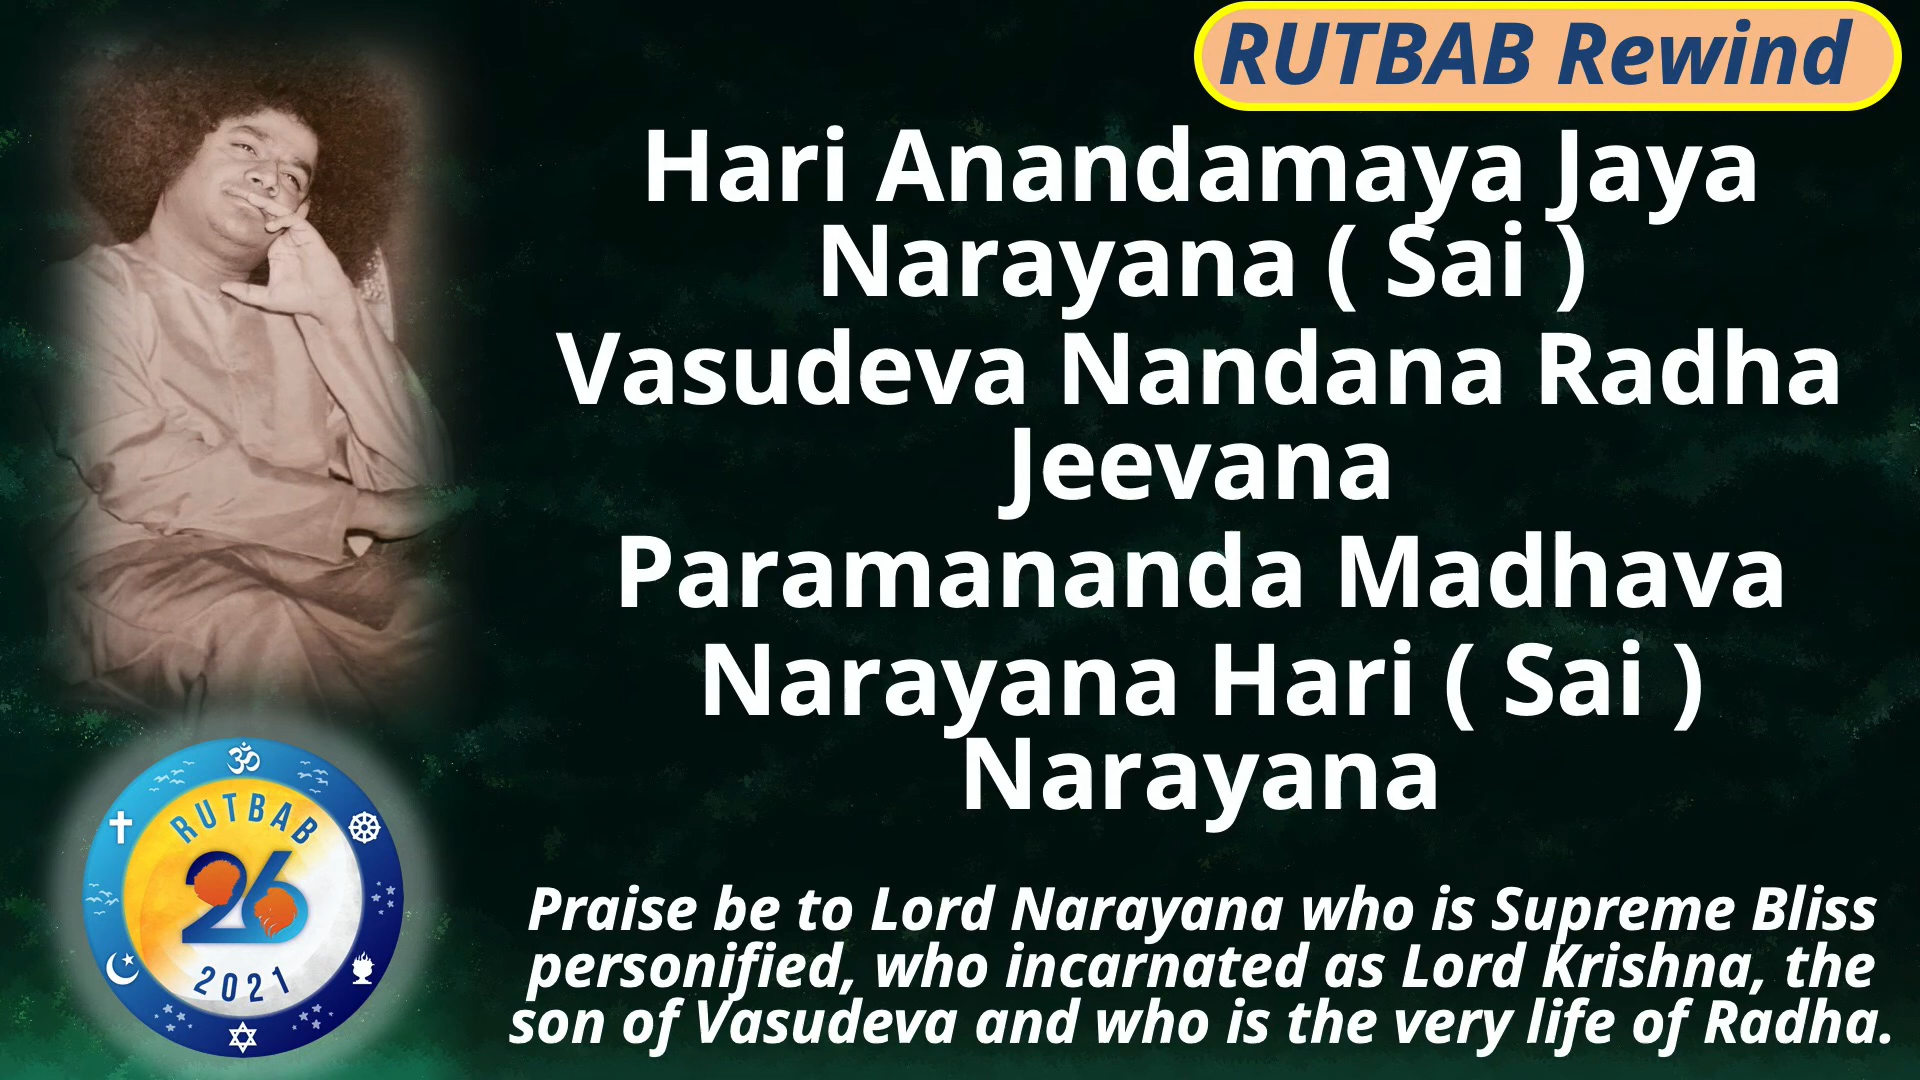 RUTBAB Rewind
Hari Anandamaya Jaya
Narayana ( Sai )
Vasudeva Nandana Radha
Jeevana
Paramananda Madhava
Narayana Hari ( Sai )
Narayana
Praise be to Lord Narayana who is Supreme Bliss
personified, who incarnated as Lord Krishna, the
son of Vasudeva and who is the very life of Radha.
ॐ
RUTBAB
26
2021